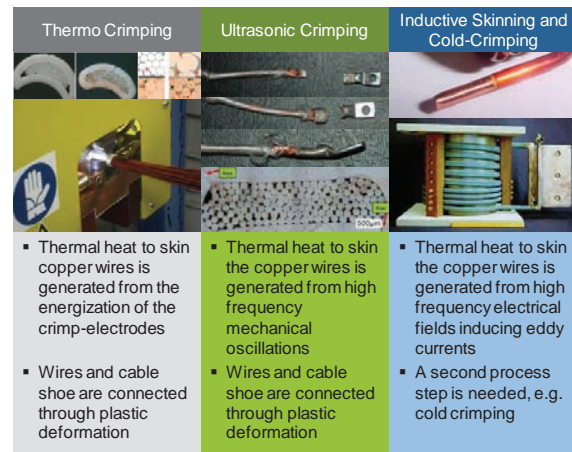 Thermo Crimping
Ultrasonic Crimping
Inductive Skinning and
Cold-Crimping
500µm
▪ Thermal heat to skin
copper wires is
generated from the
energization of the
crimp-electrodes
▪ Wires and cable
shoe are connected
through plastic
deformation
▪ Thermal heat to skin
the copper wires is
generated from high
frequency
mechanical
oscillations
▪ Wires and cable
shoe are connected
through plastic
deformation
▪ Thermal heat to skin
the copper wires is
generated from high
frequency electrical
fields inducing eddy
currents
▪ A second process
step is needed, e.g.
cold crimping